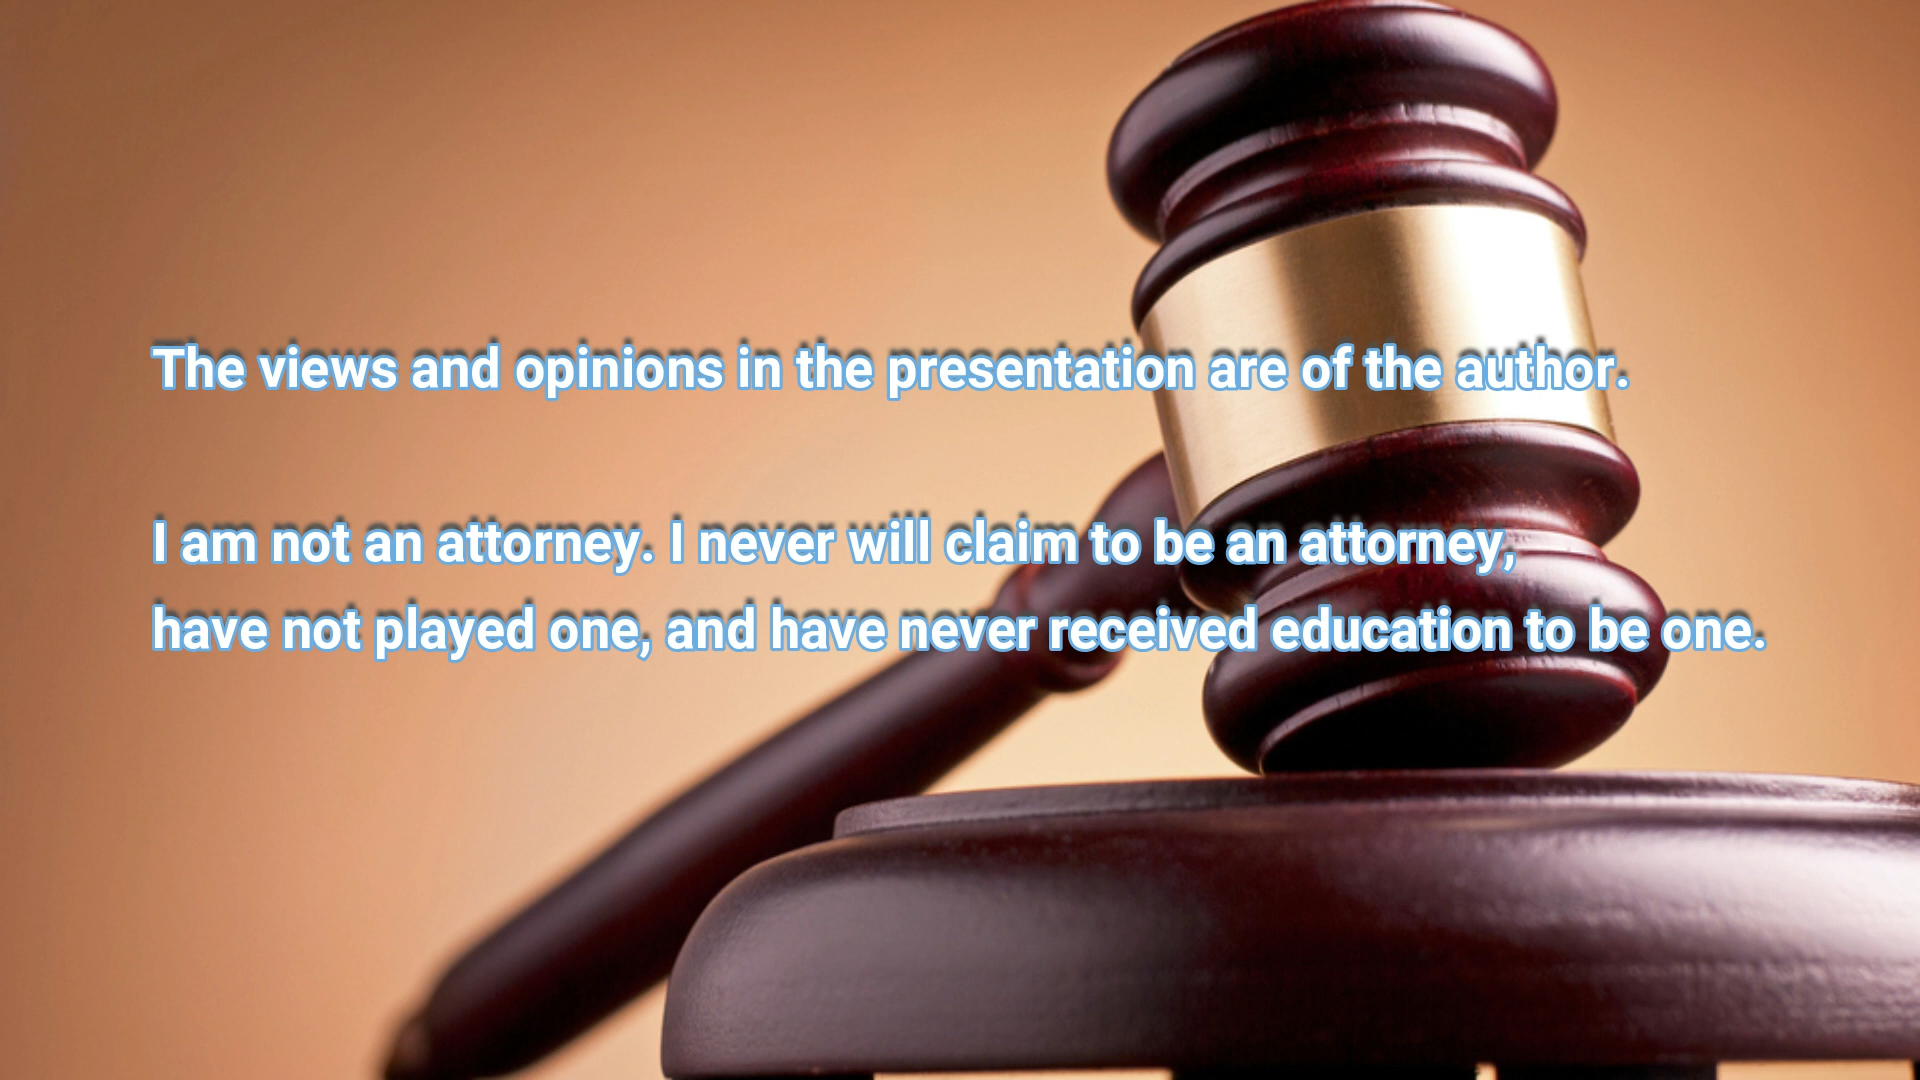 The views and opinions in the presentation are of the author.
I am not an attorney. I never will claim to be an attorney,
have not played one, and have never received education to be one.